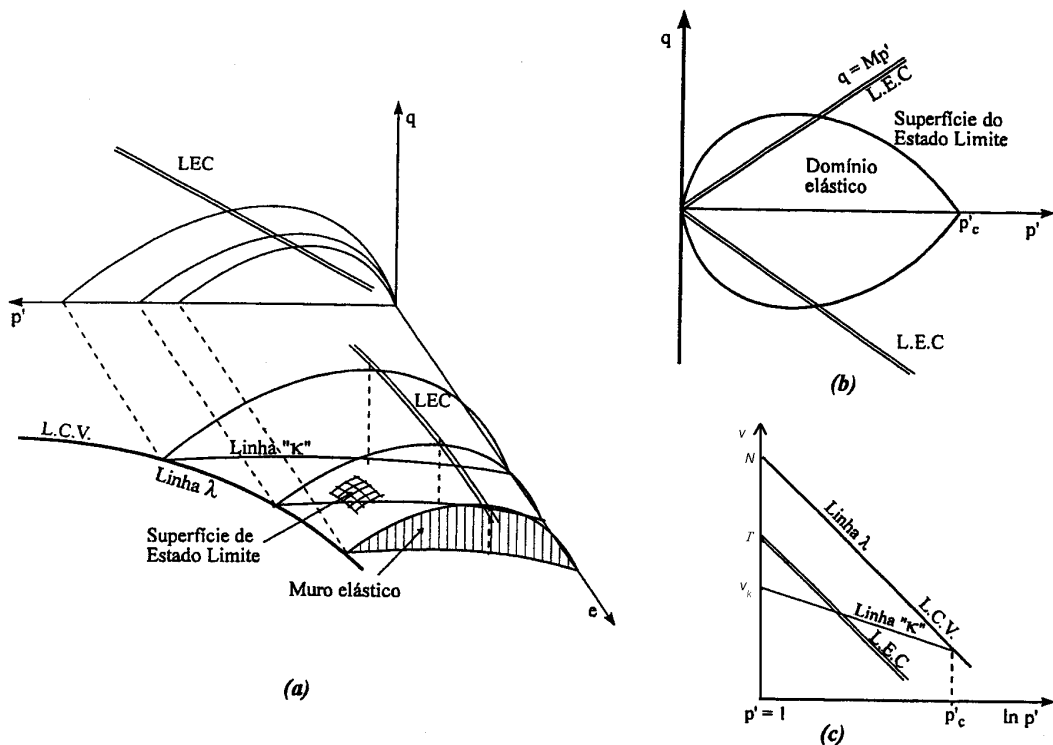 q
LEC
p'
LEC
L.C.V.
Linha "K"
Linha λ
Superfície de
Estado Limite
Muro elástico
e
(a)
q
q = Mp'
L.E.C
Superfície do
Estado Limite
Domínio
elástico
p'c
p'
L.E.C
(b)
v
N
Linha λ
Γ
vk
Linha "K"
L.C.V.
L.E.C
p' = 1
p'c
ln p'
(c)